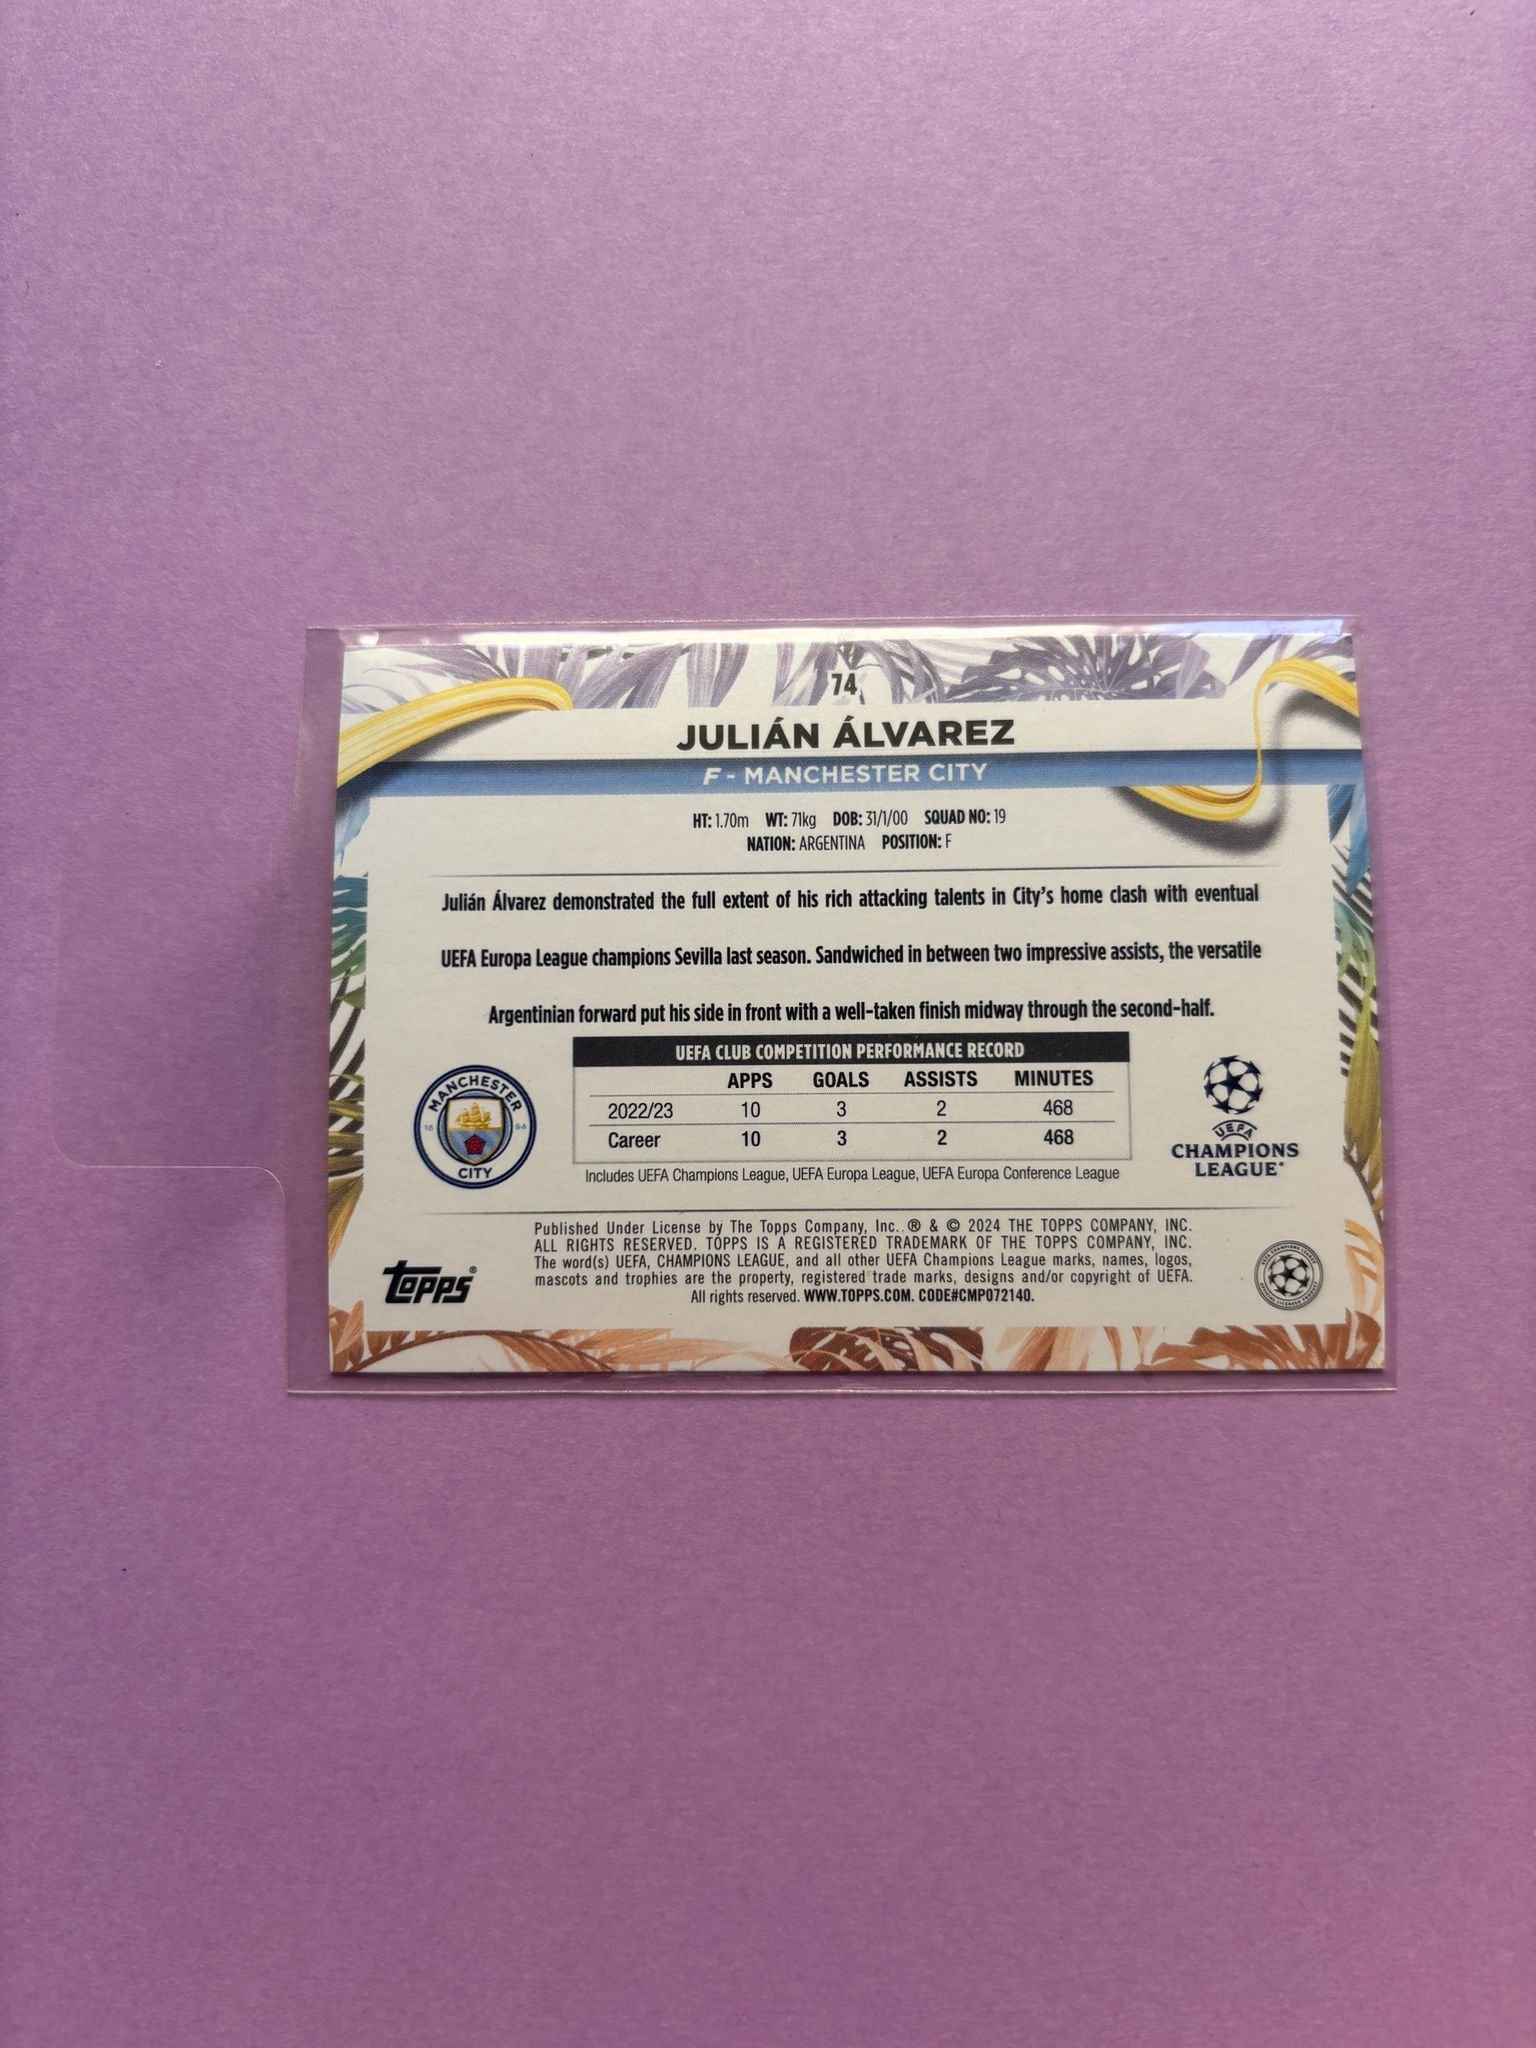 74
JULIÁN ÁLVAREZ
F - MANCHESTER CITY
HT: 1.70m WT: 71kg DOB: 31/1/00 SQUAD NO: 19
NATION: ARGENTINA POSITION: F
Julián Álvarez demonstrated the full extent of his rich attacking talents in City's home clash with eventual
UEFA Europa League champions Sevilla last season. Sandwiched in between two impressive assists, the versatile
Argentinian forward put his side in front with a well-taken finish midway through the second-half.
UEFA CLUB COMPETITION PERFORMANCE RECORD
APPS GOALS ASSISTS MINUTES
2022/23 10 3 2 468
Career 10 3 2 468
Includes UEFA Champions League, UEFA Europa League, UEFA Europa Conference League
MANCHESTER
18 94
CITY
UEFA
CHAMPIONS
LEAGUE®
Published Under License by The Topps Company, Inc.. ® & © 2024 THE TOPPS COMPANY, INC.
ALL RIGHTS RESERVED. TOPPS IS A REGISTERED TRADEMARK OF THE TOPPS COMPANY, INC.
The word(s) UEFA, CHAMPIONS LEAGUE, and all other UEFA Champions League marks, names, logos,
mascots and trophies are the property, registered trade marks, designs and/or copyright of UEFA.
All rights reserved. WWW.TOPPS.COM. CODE#CMP072140.
Topps®
UEFA CHAMPIONS LEAGUE
OFFICIAL LICENSED PRODUCT